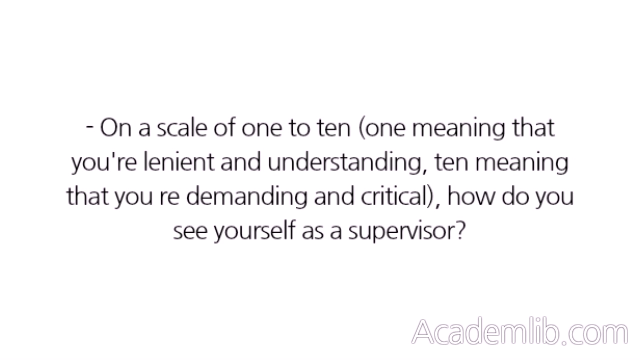 - On a scale of one to ten (one meaning that
you're lenient and understanding, ten meaning
that you re demanding and critical), how do you
see yourself as a supervisor?
Academlib.com